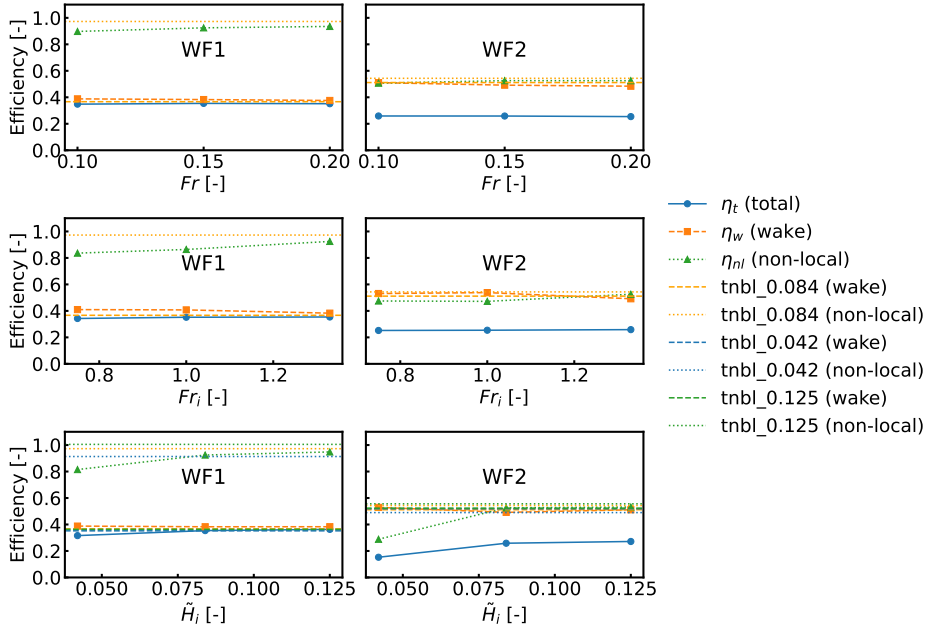 Efficiency [-]
1.0
0.8
0.6
0.4
0.2
0.0
WF1
0.10
0.15
0.20
Fr [-]
WF2
0.10
0.15
0.20
Fr [-]
Efficiency [-]
1.0
0.8
0.6
0.4
0.2
0.0
WF1
0.8
1.0
1.2
Fr_i [-]
WF2
0.8
1.0
1.2
Fr_i [-]
Efficiency [-]
1.0
0.8
0.6
0.4
0.2
0.0
WF1
0.050
0.075
0.100
0.125
H̃_i [-]
WF2
0.050
0.075
0.100
0.125
H̃_i [-]
η_t (total)
η_w (wake)
η_nl (non-local)
tnbl_0.084 (wake)
tnbl_0.084 (non-local)
tnbl_0.042 (wake)
tnbl_0.042 (non-local)
tnbl_0.125 (wake)
tnbl_0.125 (non-local)